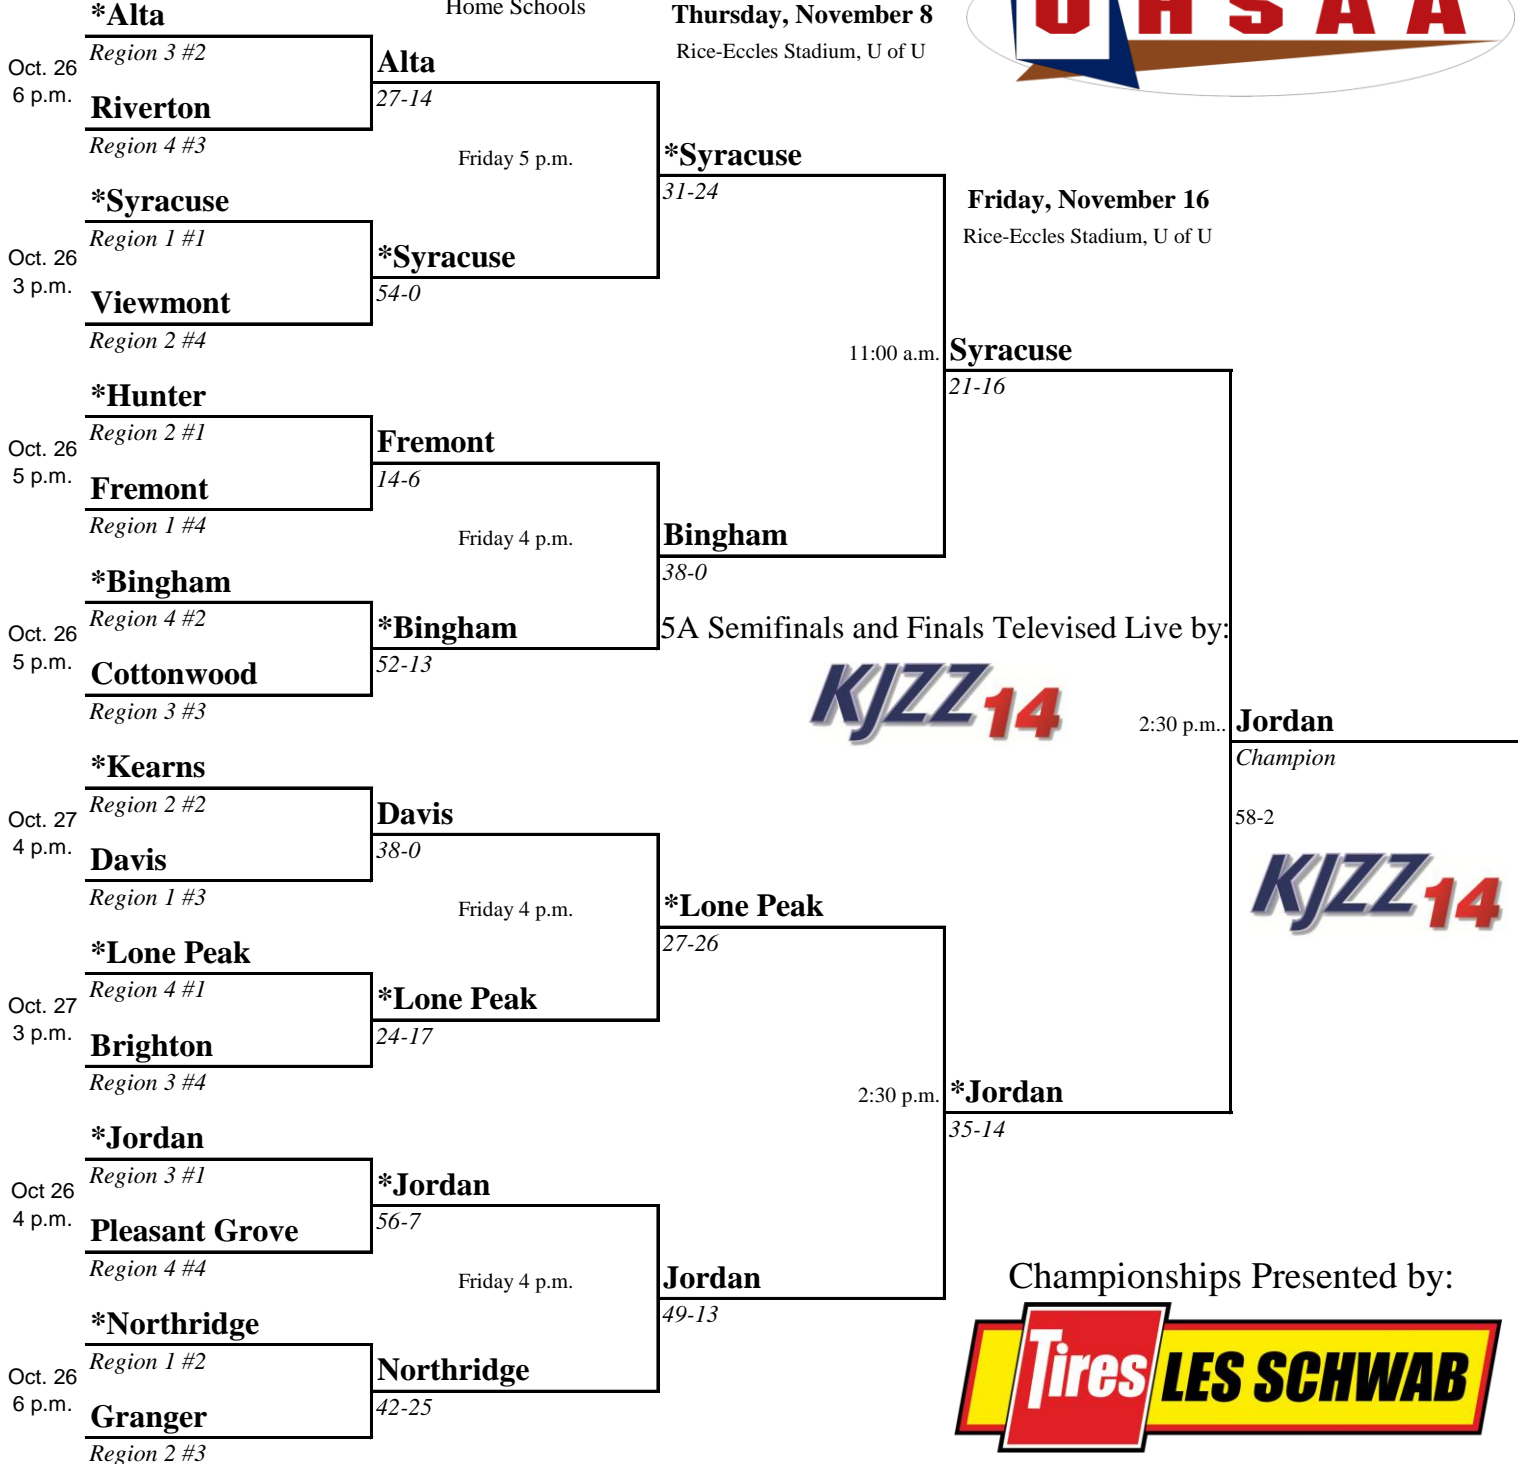 *Alta
Home Schools
Thursday, November 8
Rice-Eccles Stadium, U of U
UHSAA
Region 3 #2
Oct. 26
6 p.m.
Alta
27-14
Riverton
Region 4 #3
Friday 5 p.m.
*Syracuse
31-24
*Syracuse
Region 1 #1
Friday, November 16
Rice-Eccles Stadium, U of U
Oct. 26
3 p.m.
*Syracuse
54-0
Viewmont
Region 2 #4
11:00 a.m.
Syracuse
21-16
*Hunter
Region 2 #1
Oct. 26
5 p.m.
Fremont
14-6
Fremont
Region 1 #4
Friday 4 p.m.
Bingham
38-0
*Bingham
Region 4 #2
Oct. 26
5 p.m.
*Bingham
52-13
5A Semifinals and Finals Televised Live by:
KJZZ 14
Cottonwood
Region 3 #3
2:30 p.m..
Jordan
Champion
58-2
KJZZ 14
*Kearns
Region 2 #2
Oct. 27
4 p.m.
Davis
38-0
Davis
Region 1 #3
Friday 4 p.m.
*Lone Peak
27-26
*Lone Peak
Region 4 #1
Oct. 27
3 p.m.
*Lone Peak
24-17
Brighton
Region 3 #4
2:30 p.m.
*Jordan
35-14
*Jordan
Region 3 #1
Oct 26
4 p.m.
*Jordan
56-7
Pleasant Grove
Region 4 #4
Friday 4 p.m.
Jordan
49-13
Championships Presented by:
Tires LES SCHWAB
*Northridge
Region 1 #2
Oct. 26
6 p.m.
Northridge
42-25
Granger
Region 2 #3